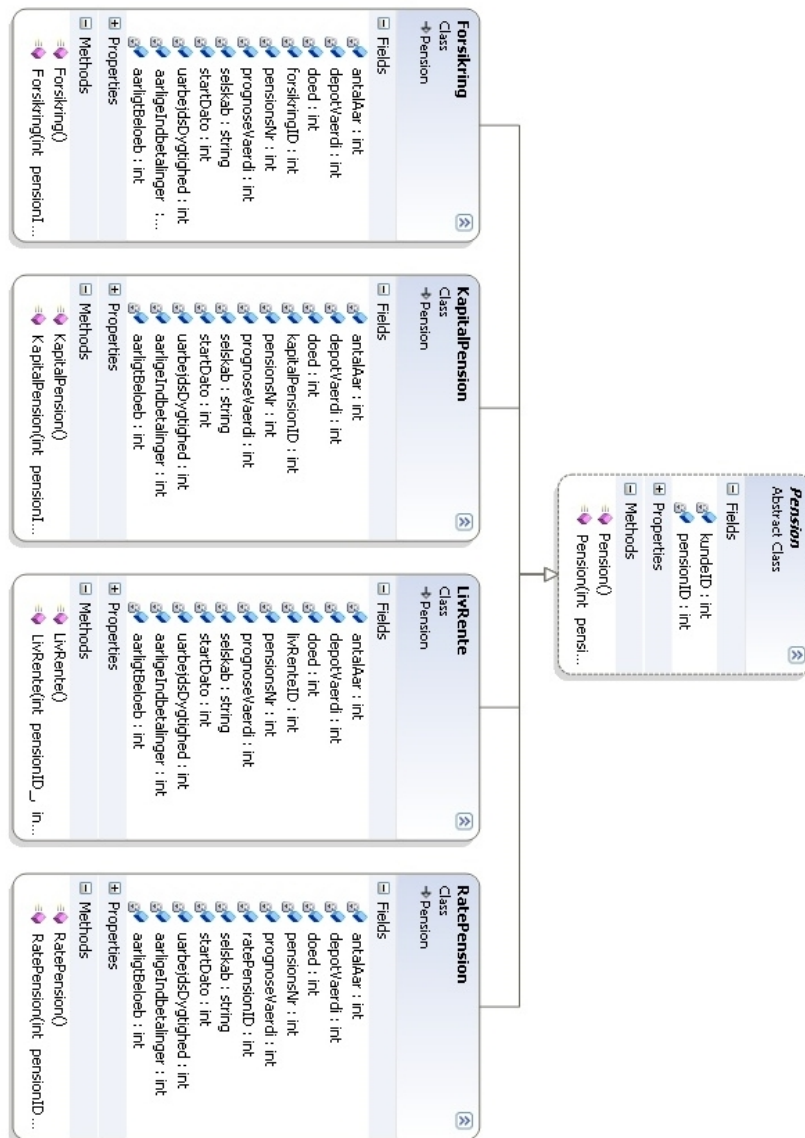 Pension
Abstract Class
Fields
kundeID : int
pensionID : int
Properties
Methods
Pension()
Pension(int pensi...
Forsikring
Class
Pension
Fields
antalAar : int
depotVaerdi : int
doed : int
forsikringID : int
pensionsNr : int
prognoseVaerdi : int
selskab : string
startDato : int
uarbejdsDygtighed : int
aarligeIndbetalinger :...
aarligtBeloeb : int
Properties
Methods
Forsikring()
Forsikring(int pensionI...
KapitalPension
Class
Pension
Fields
antalAar : int
depotVaerdi : int
doed : int
kapitalPensionID : int
pensionsNr : int
prognoseVaerdi : int
selskab : string
startDato : int
uarbejdsDygtighed : int
aarligeIndbetalinger : int
aarligtBeloeb : int
Properties
Methods
KapitalPension()
KapitalPension(int pensionI...
LivRente
Class
Pension
Fields
antalAar : int
depotVaerdi : int
doed : int
livRenteID : int
pensionsNr : int
prognoseVaerdi : int
selskab : string
startDato : int
uarbejdsDygtighed : int
aarligeIndbetalinger : int
aarligtBeloeb : int
Properties
Methods
LivRente()
LivRente(int pensionID_, in...
RatePension
Class
Pension
Fields
antalAar : int
depotVaerdi : int
doed : int
pensionsNr : int
prognoseVaerdi : int
ratePensionID : int
selskab : string
startDato : int
uarbejdsDygtighed : int
aarligeIndbetalinger : int
aarligtBeloeb : int
Properties
Methods
RatePension()
RatePension(int pensionID...